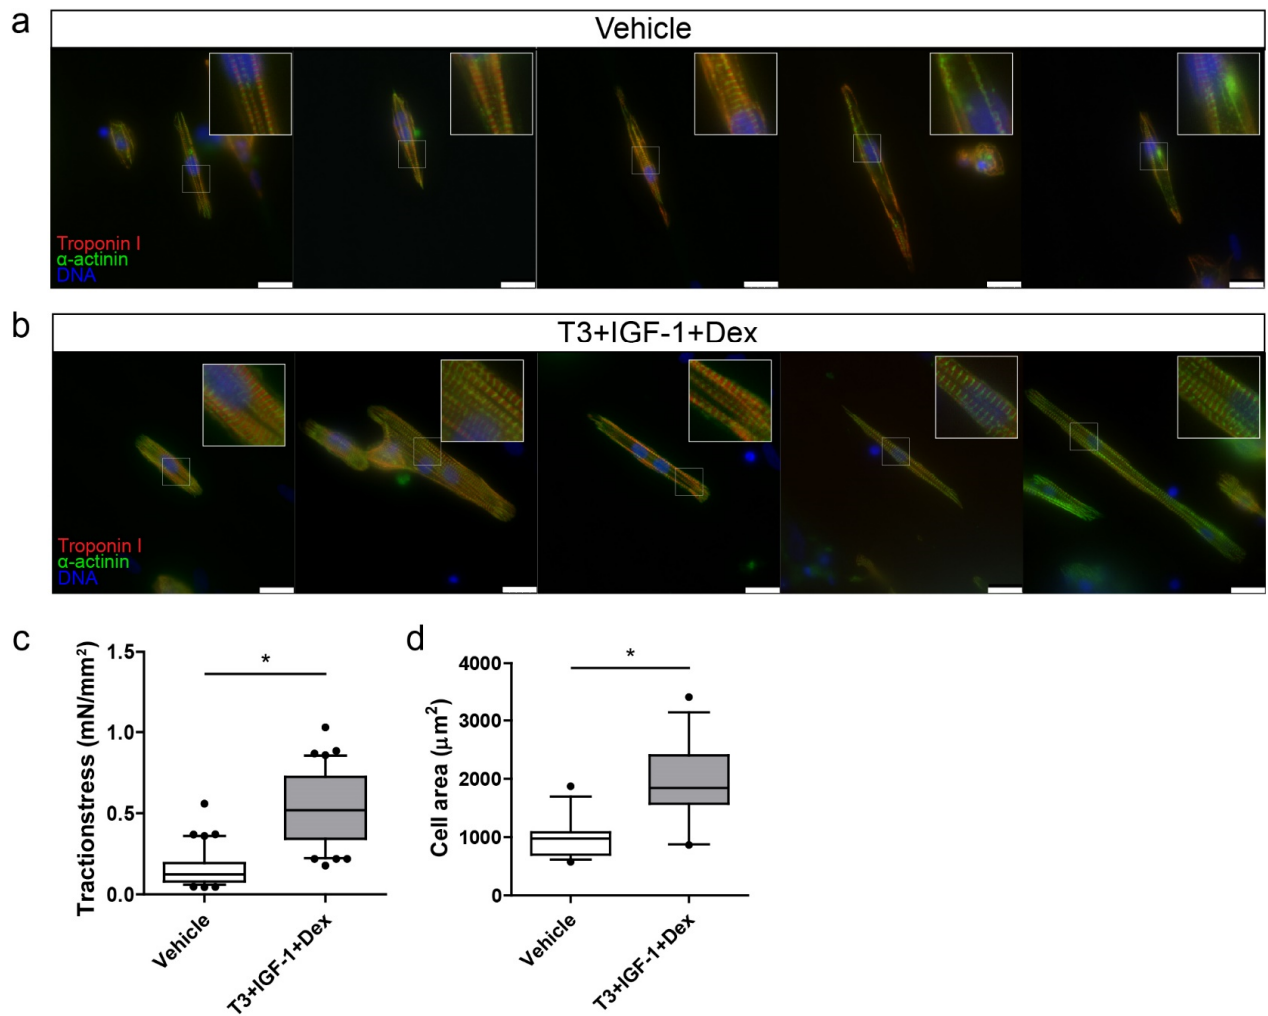 a
Vehicle
Troponin I
α-actinin
DNA
b
T3+IGF-1+Dex
Troponin I
α-actinin
DNA
c
d
Tractionstress (mN/mm²)
1.5
1.0
0.5
0.0
*
Vehicle
T3+IGF-1+Dex
Cell area (μm²)
4000
3000
2000
1000
0
*
Vehicle
T3+IGF-1+Dex